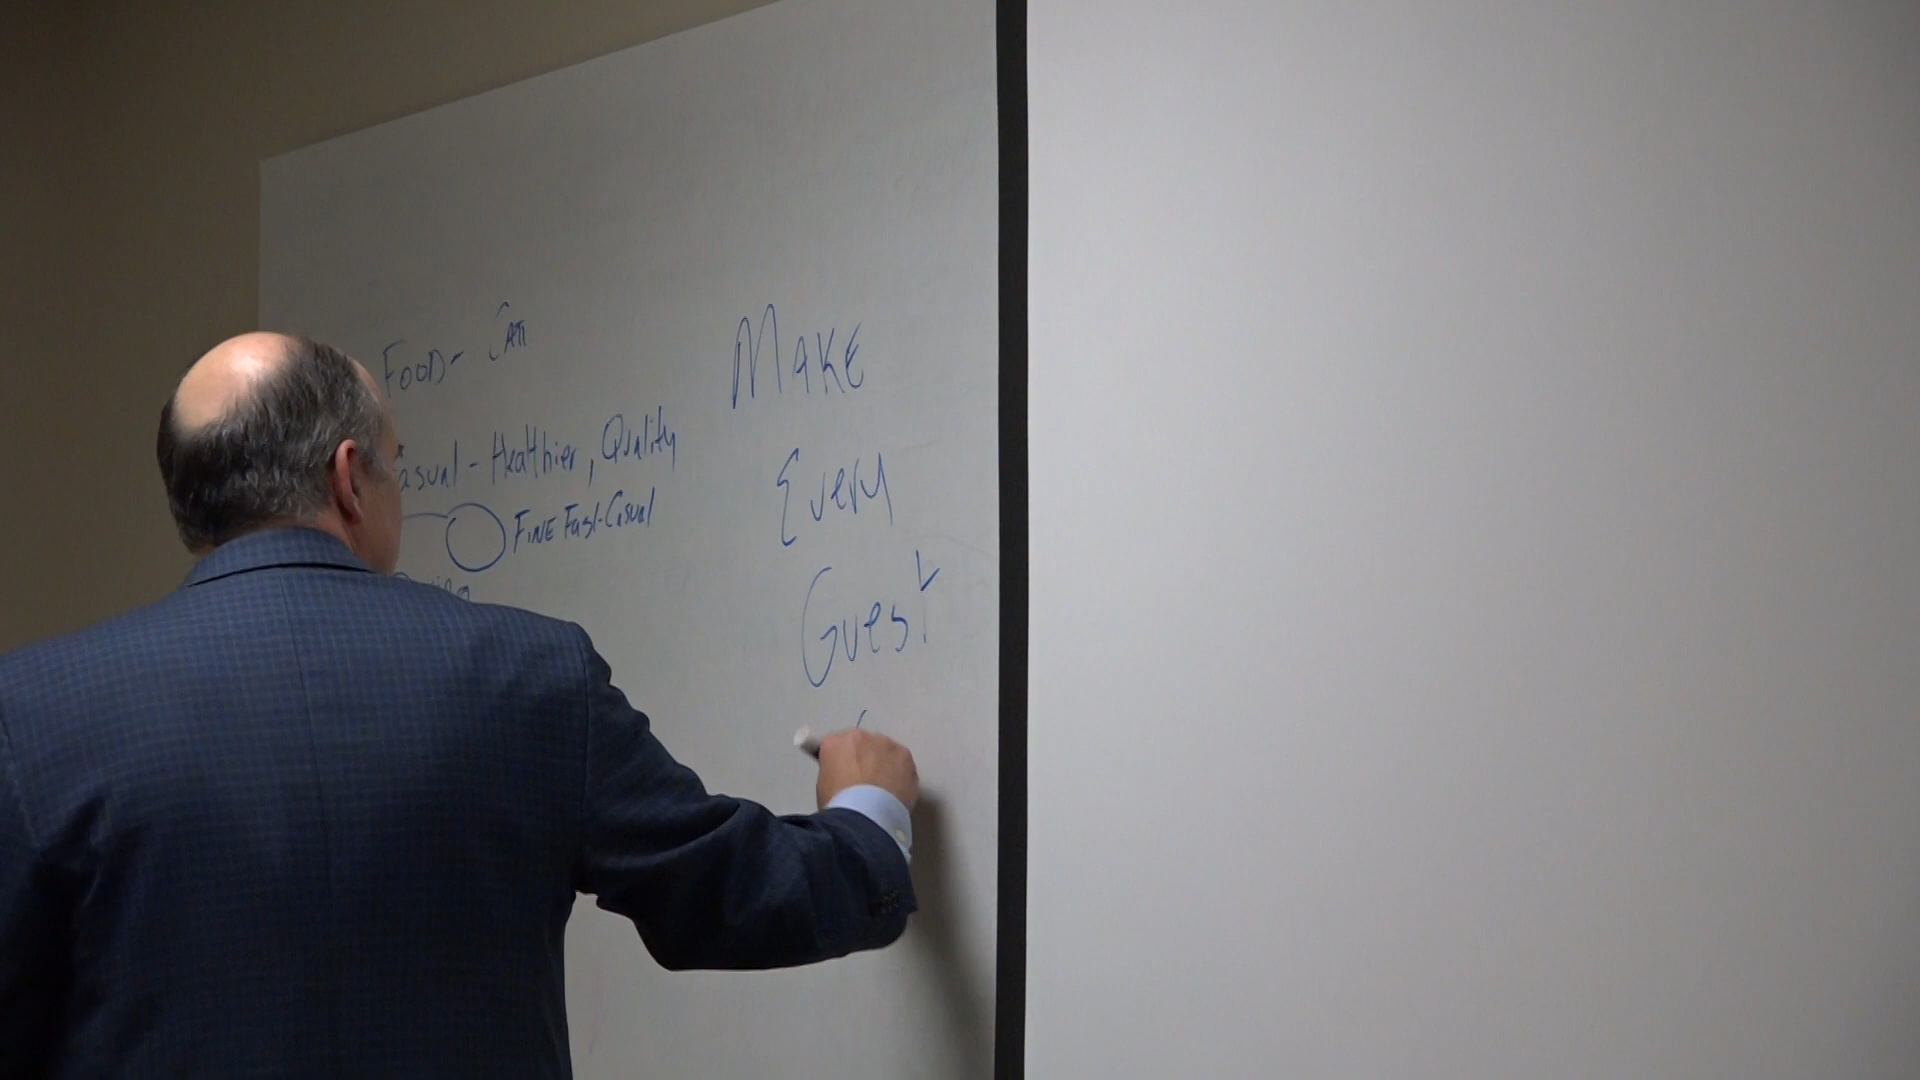 FOOD -
Casual - Healthier, Quality
FINE Fast-Casual
MAKE
Every
Guest